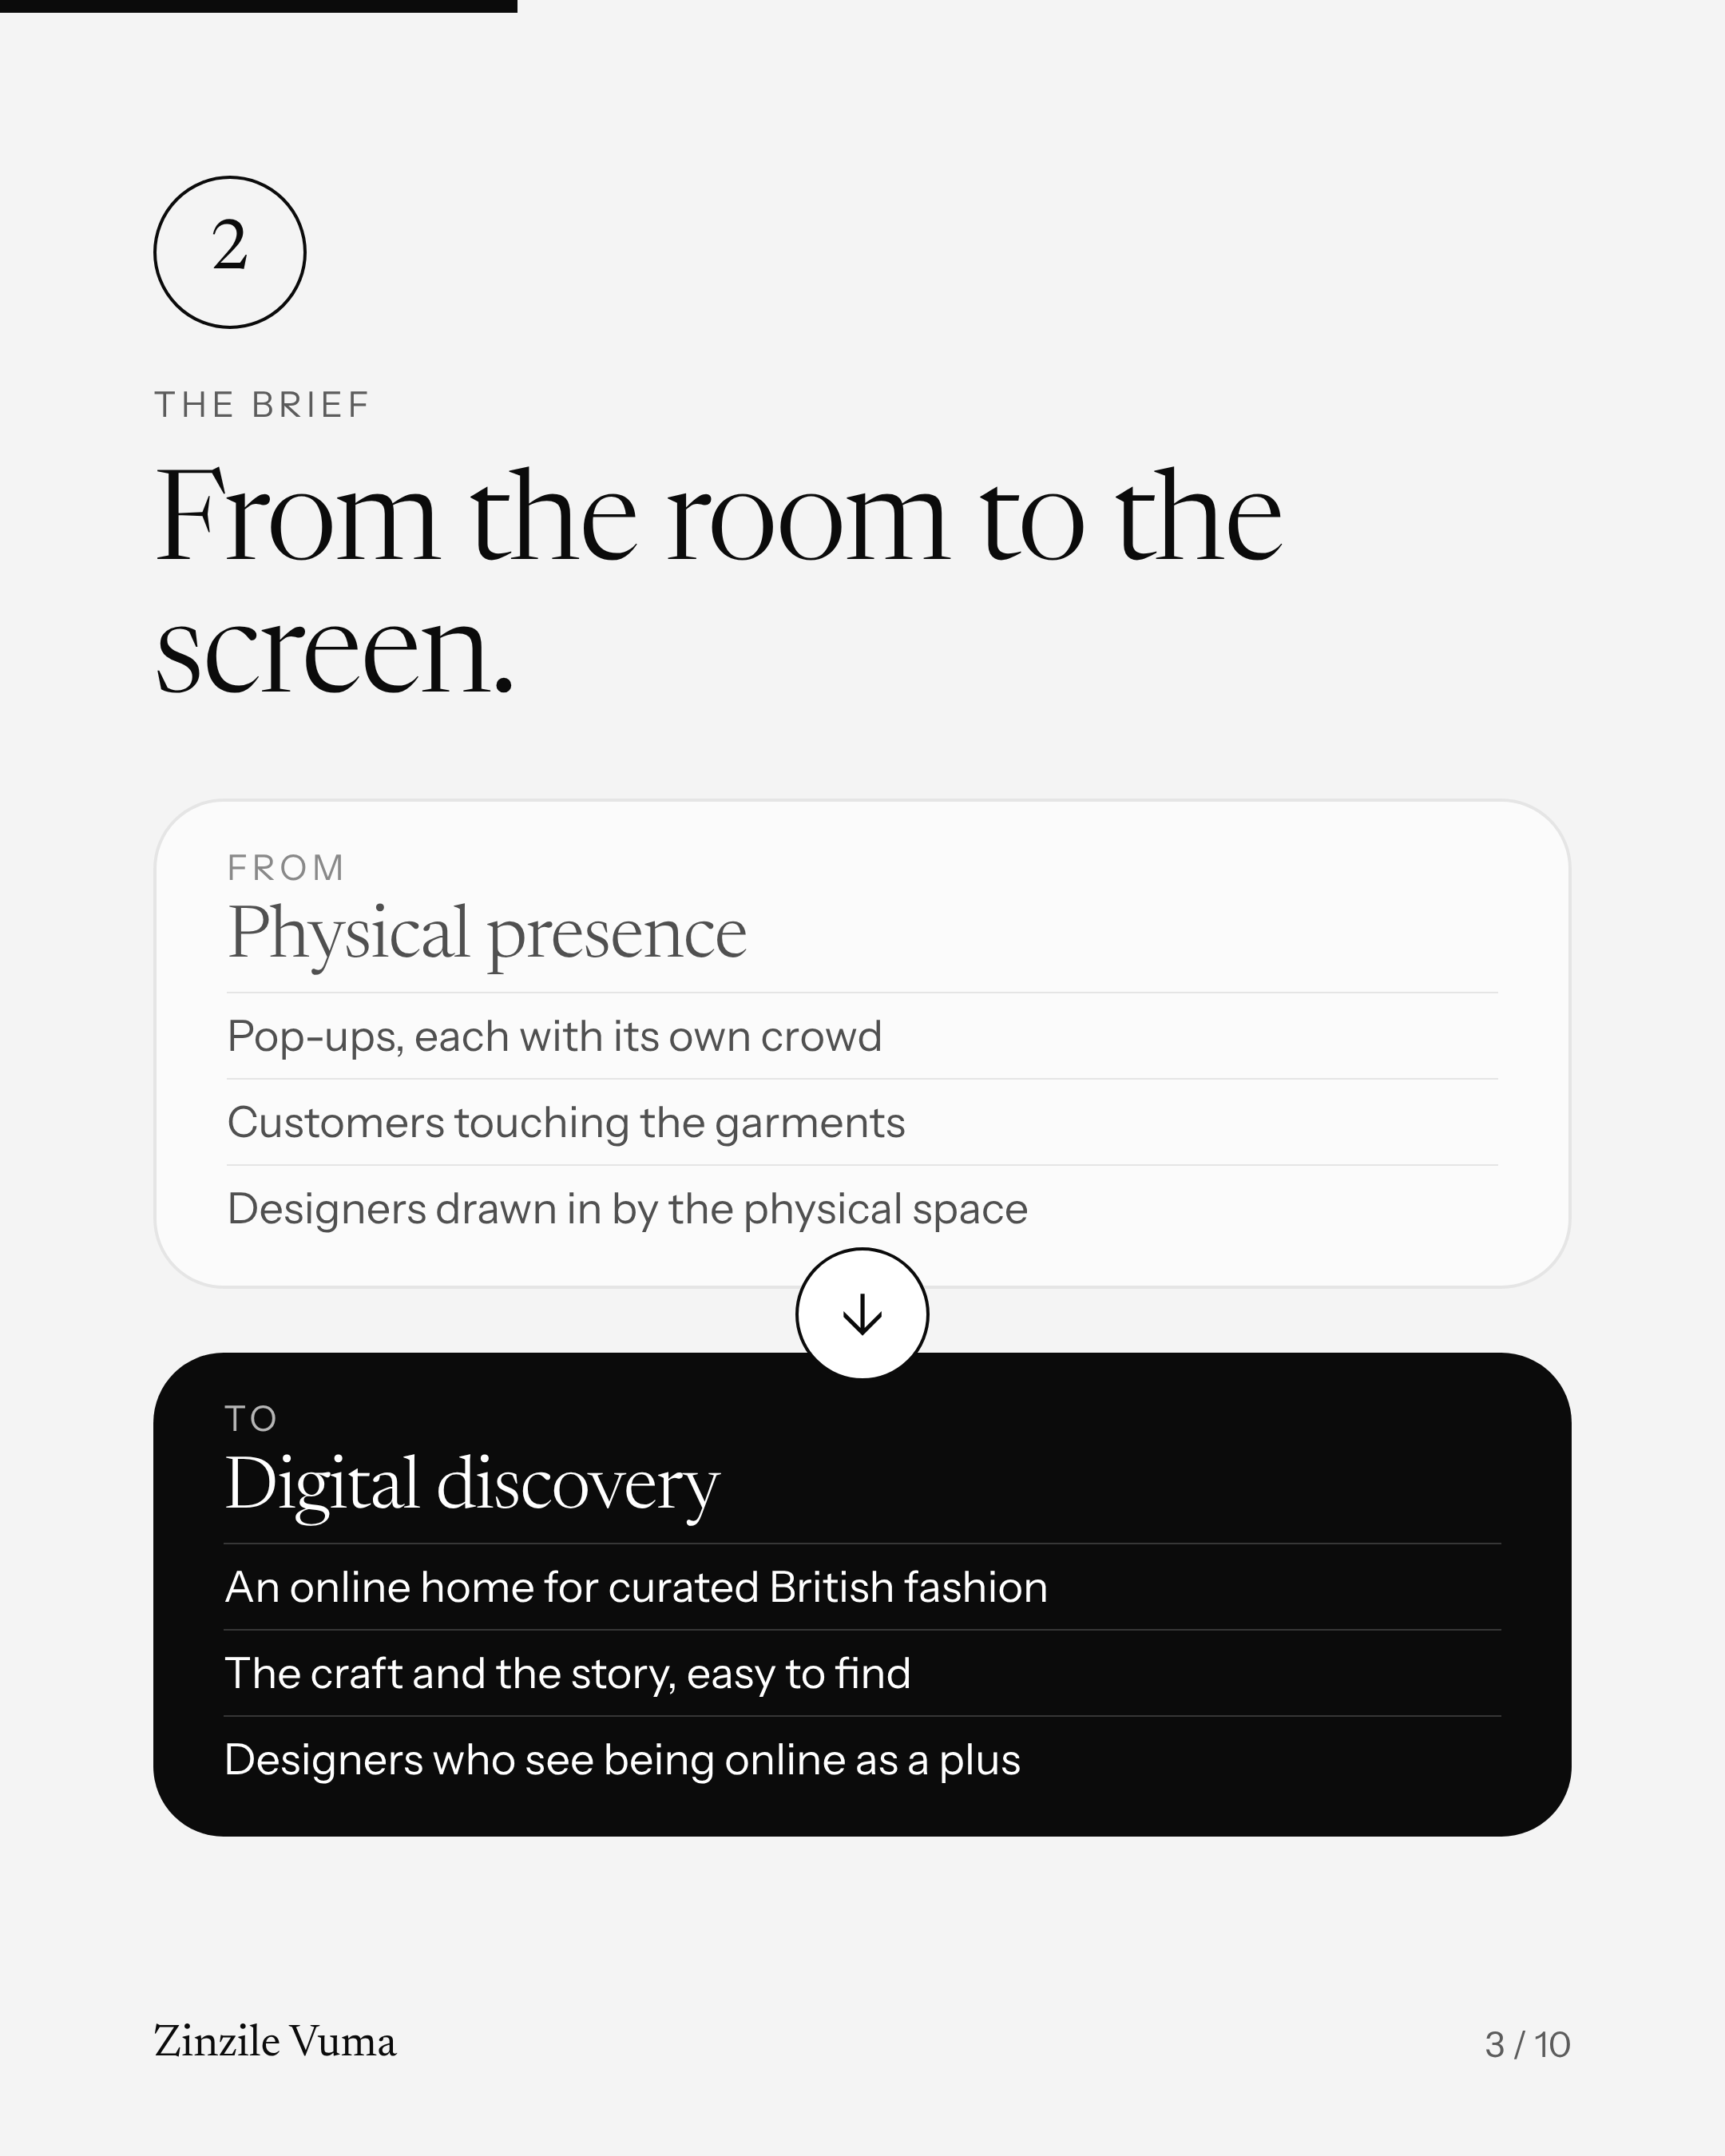 2
THE BRIEF
From the room to the
screen.
FROM
Physical presence
Pop-ups, each with its own crowd
Customers touching the garments
Designers drawn in by the physical space
TO
Digital discovery
An online home for curated British fashion
The craft and the story, easy to find
Designers who see being online as a plus
Zinzile Vuma
3 / 10